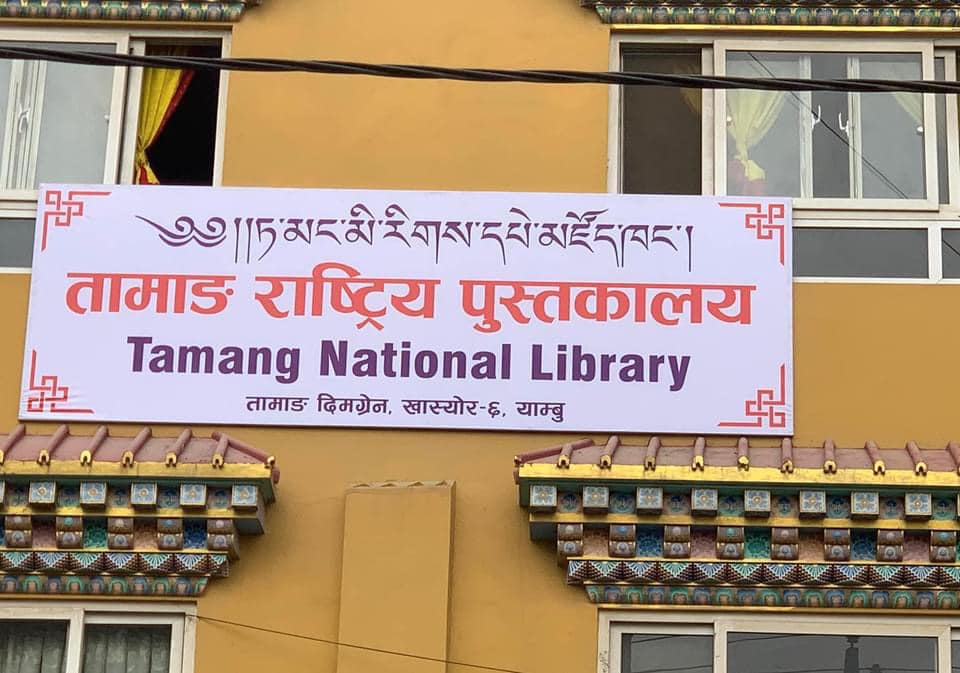 ༄༅།།ཏ་མང་མི་རིགས་དཔེ་མཛོད་ཁང་།
तामाङ राष्ट्रिय पुस्तकालय
Tamang National Library
तामाङ दिमग्रेन, खास्योर-६, याम्बु